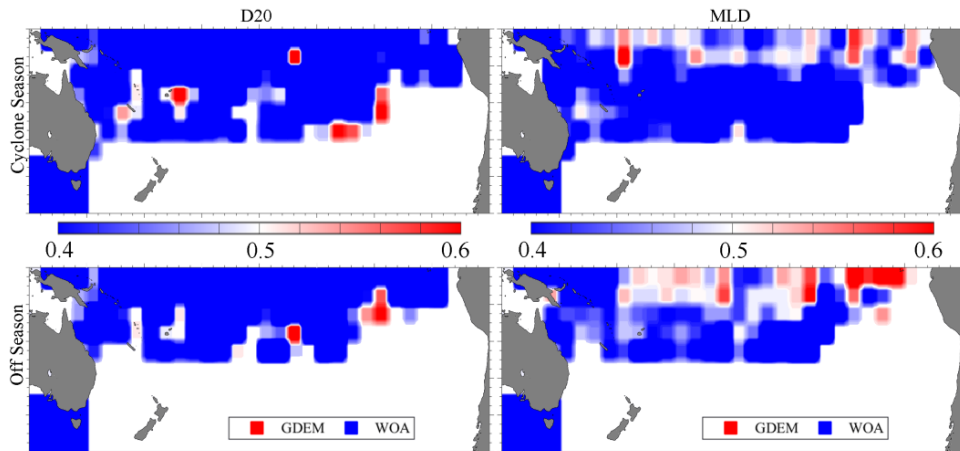 D20
MLD
Cyclone Season
0.4 0.5 0.6
0.4 0.5 0.6
Off Season
GDEM WOA
GDEM WOA